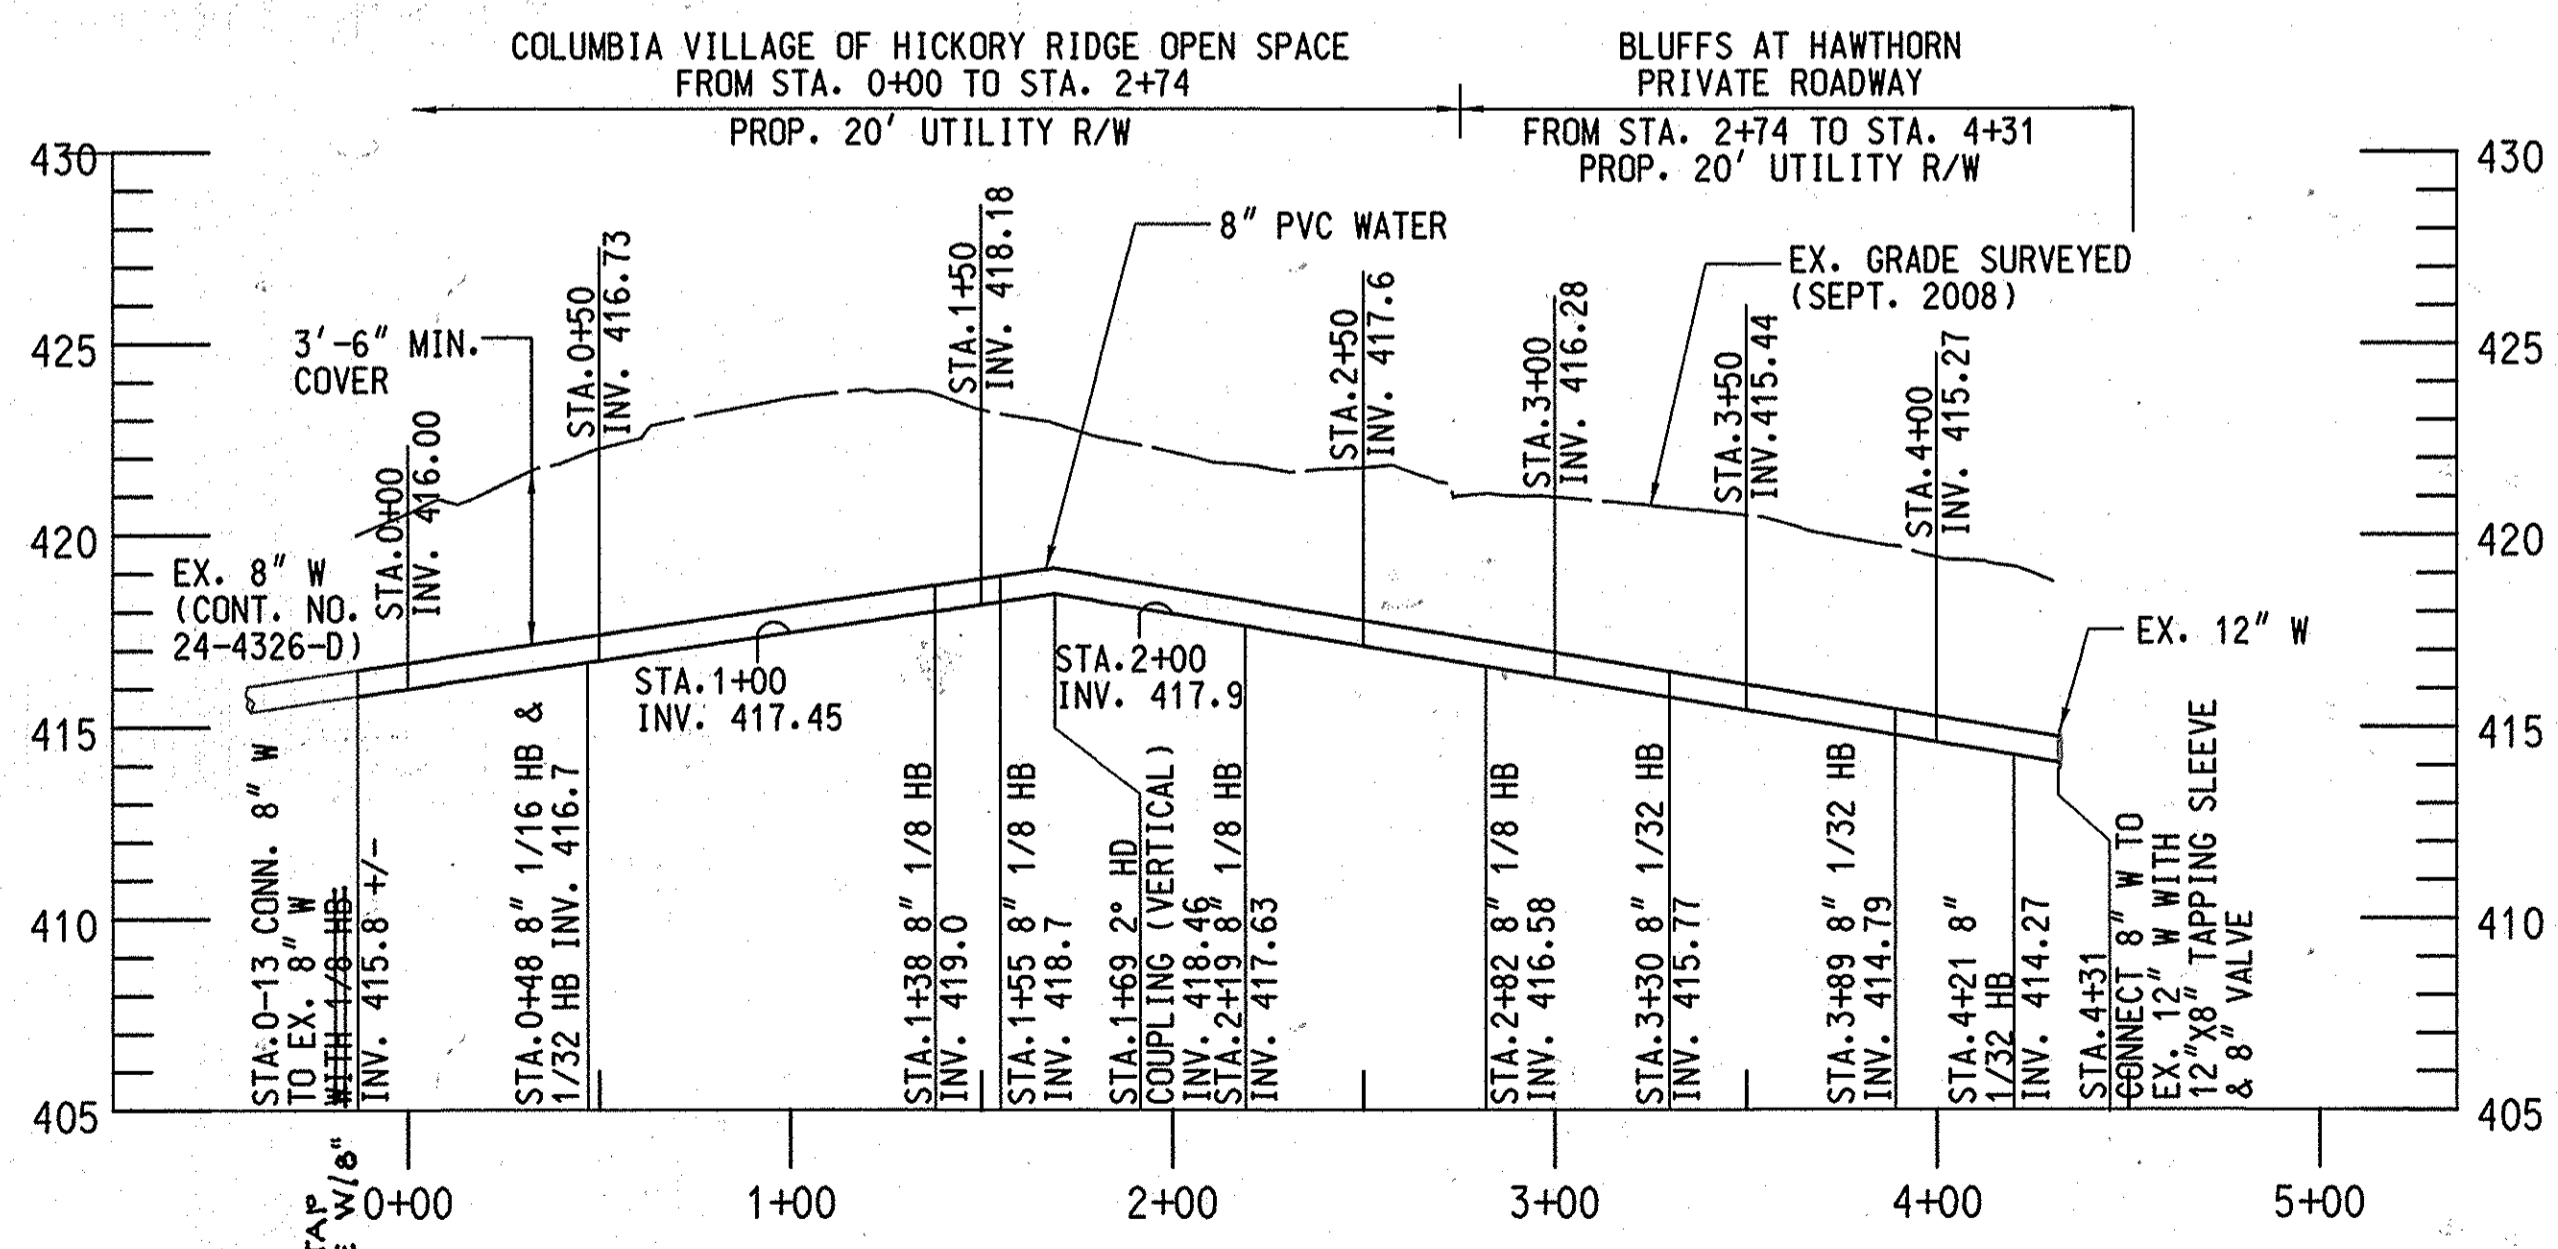 COLUMBIA VILLAGE OF HICKORY RIDGE OPEN SPACE
FROM STA. 0+00 TO STA. 2+74
PROP. 20' UTILITY R/W
BLUFFS AT HAWTHORN
PRIVATE ROADWAY
FROM STA. 2+74 TO STA. 4+31
PROP. 20' UTILITY R/W
430
425
420
415
410
405
430
425
420
415
410
405
3'-6" MIN.
COVER
STA.0+00
INV. 416.00
STA.0+50
INV. 416.73
STA.1+50
INV. 418.18
8" PVC WATER
STA.2+50
INV. 417.6
STA.3+00
INV. 416.28
EX. GRADE SURVEYED
(SEPT. 2008)
STA.3+50
INV.415.44
STA.4+00
INV. 415.27
EX. 8" W
(CONT. NO.
24-4326-D)
STA.1+00
INV. 417.45
STA.2+00
INV. 417.9
EX. 12" W
STA.0-13 CONN. 8" W
TO EX. 8" W
WITH 1/8 HB
INV. 415.8 +/-
STA.0+48 8" 1/16 HB &
1/32 HB INV. 416.7
STA.1+38 8" 1/8 HB
INV. 419.0
STA.1+55 8" 1/8 HB
INV. 418.7
STA.1+69 2° HD
COUPLING (VERTICAL)
INV. 418.46
STA.2+19 8" 1/8 HB
INV. 417.63
STA.2+82 8" 1/8 HB
INV. 416.58
STA.3+30 8" 1/32 HB
INV. 415.77
STA.3+89 8" 1/32 HB
INV. 414.79
STA.4+21 8"
1/32 HB
INV. 414.27
STA.4+31
CONNECT 8" W TO
EX. 12" W WITH
12"X8" TAPPING SLEEVE
& 8" VALVE
TAP
W/8"
0+00
1+00
2+00
3+00
4+00
5+00